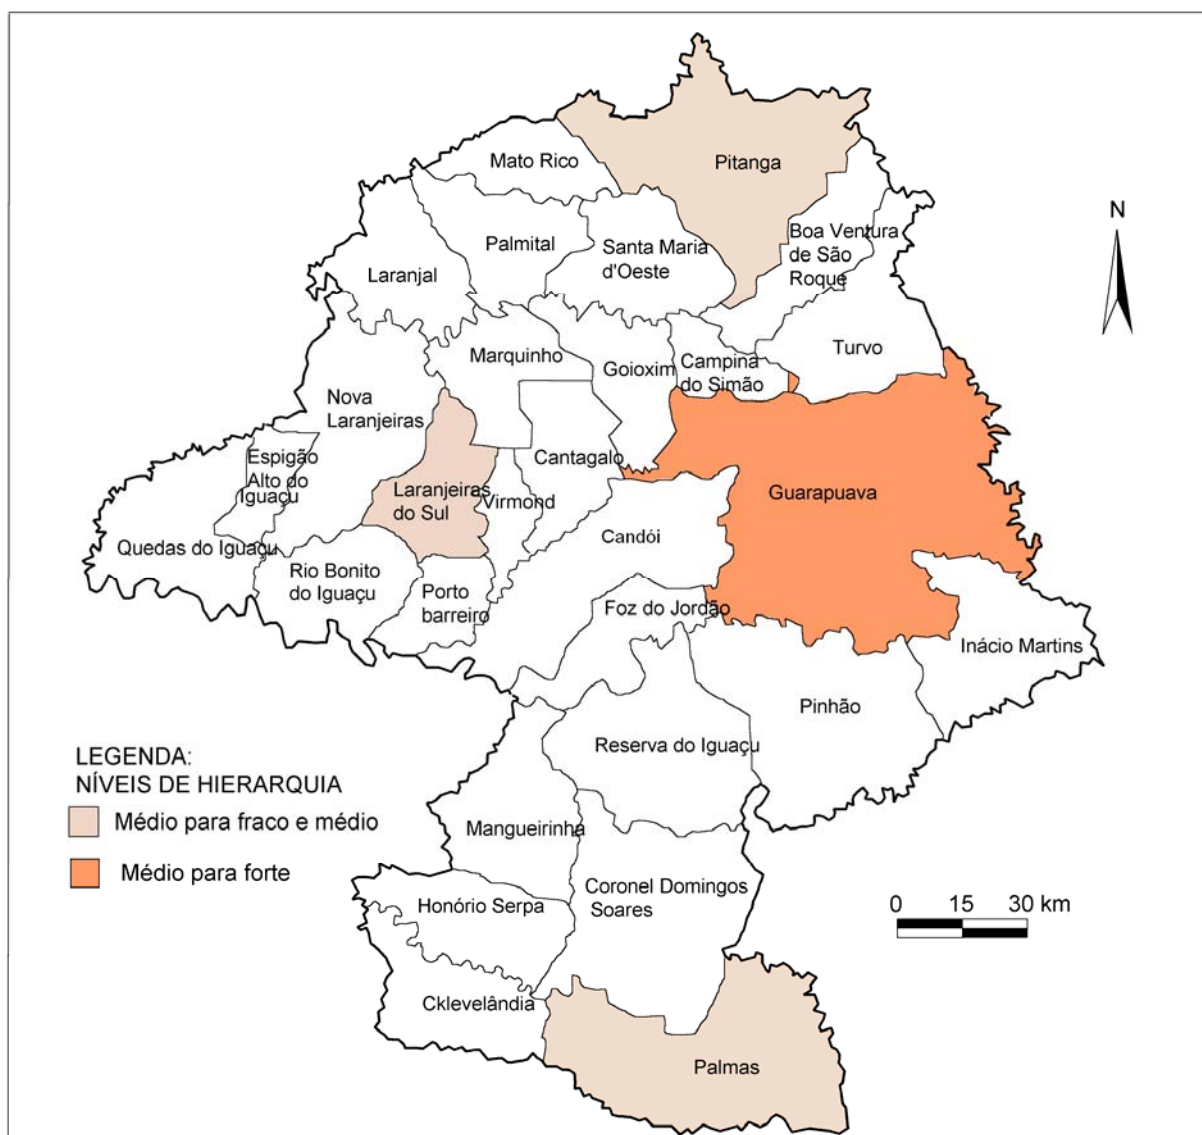 Mato Rico
Pitanga
N
Palmital
Santa Maria
d'Oeste
Boa Ventura
de São
Roque
Laranjal
Marquinho
Goioxim
Campina
do Simão
Turvo
Nova
Laranjeiras
Espigão
Alto do
Iguaçu
Cantagalo
Laranjeiras
do Sul
Virmond
Guarapuava
Quedas do Iguaçu
Candói
Rio Bonito
do Iguaçu
Porto
barreiro
Foz do Jordão
Inácio Martins
Pinhão
Reserva do Iguaçu
LEGENDA:
NÍVEIS DE HIERARQUIA
Médio para fraco e médio
Médio para forte
Mangueirinha
Coronel Domingos
Soares
Honório Serpa
0 15 30 km
Cklevelândia
Palmas